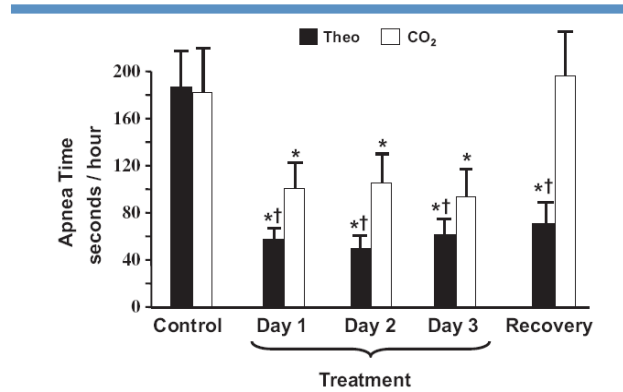 Theo CO₂
Apnea Time
seconds / hour
200
160
120
80
40
0
* * *
*† *† *† *†
Control Day 1 Day 2 Day 3 Recovery
Treatment